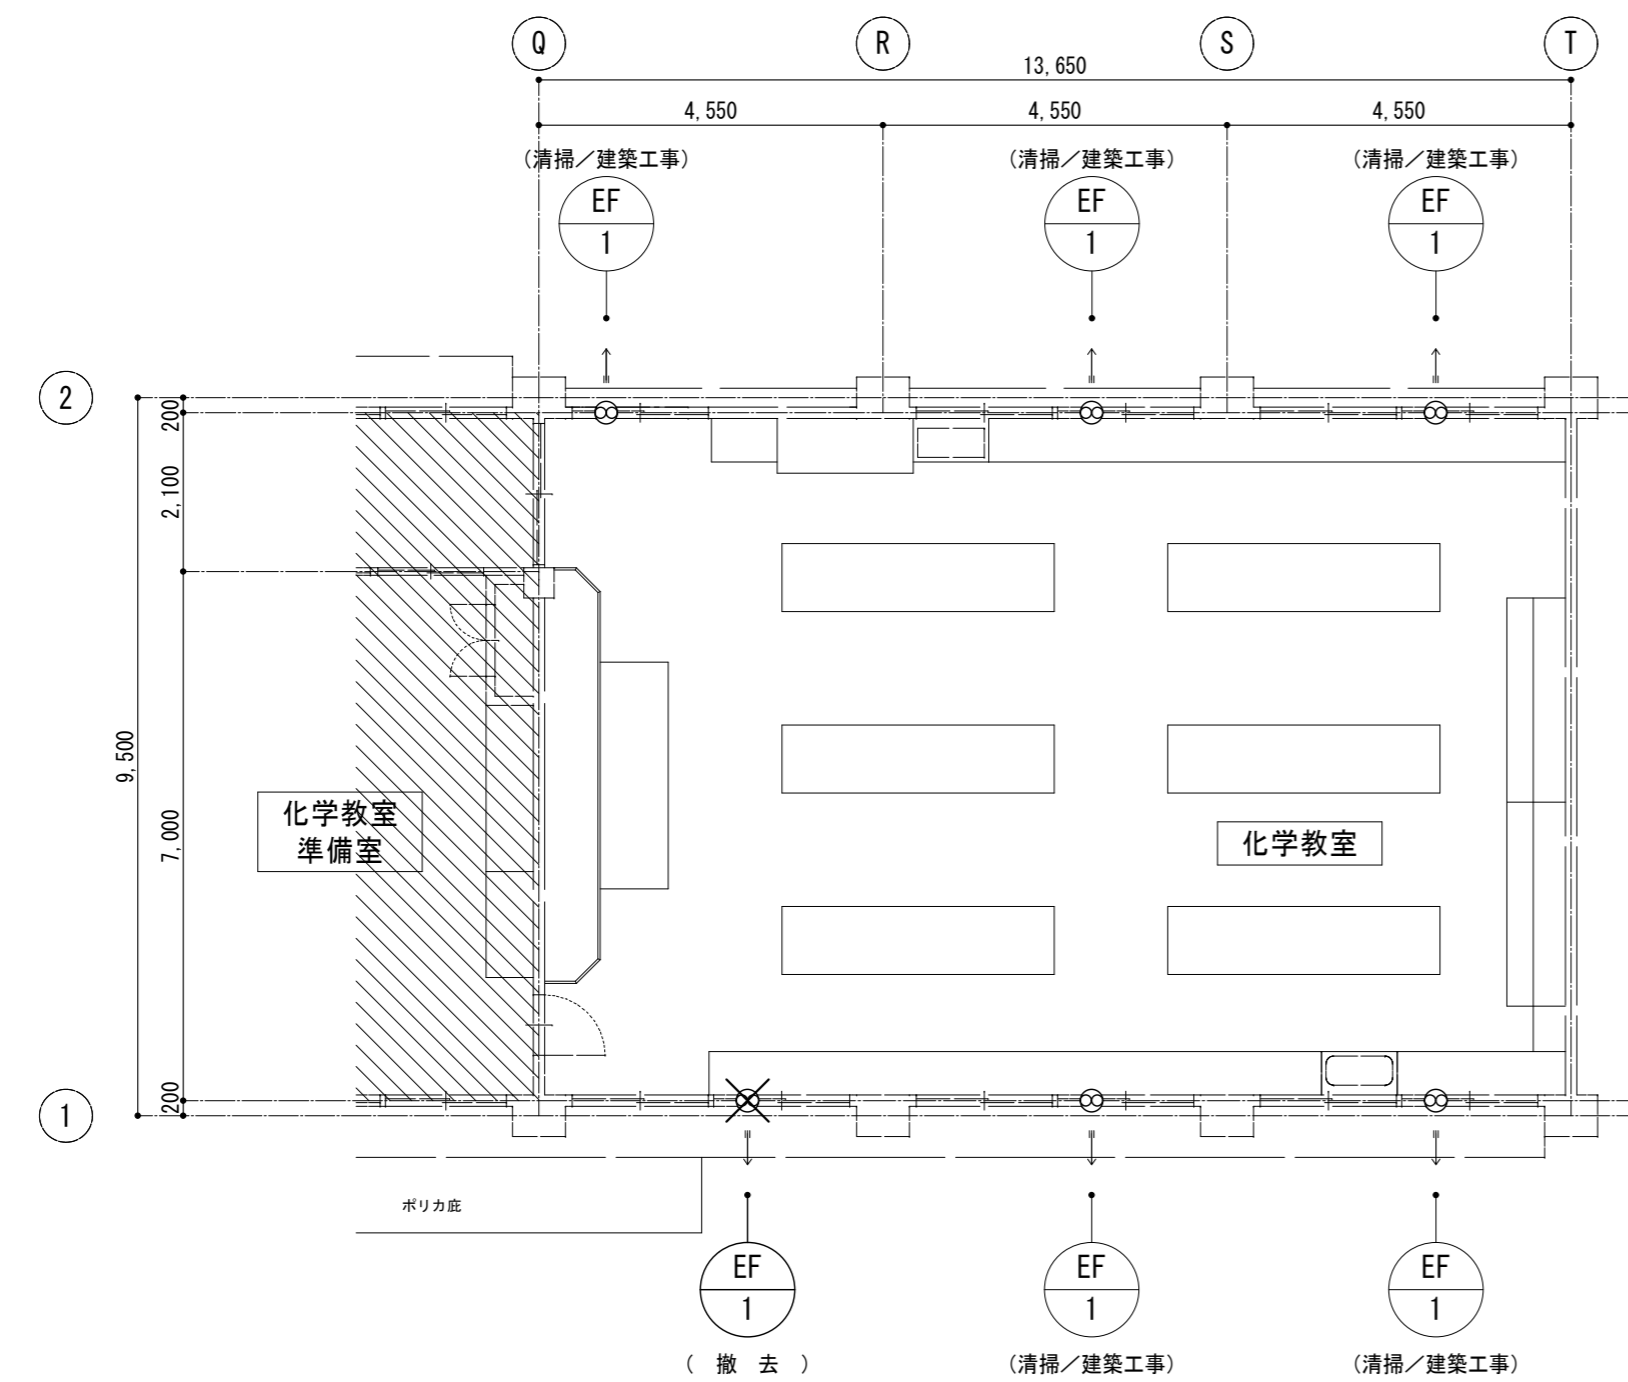 Q R S T
13,650
4,550 4,550 4,550
(清掃／建築工事) (清掃／建築工事) (清掃／建築工事)
EF EF EF
1 1 1
2
200
2,100
9,500
7,000
200
化学教室
準備室
化学教室
1
ポリカ庇
EF EF EF
1 1 1
( 撤 去 ) (清掃／建築工事) (清掃／建築工事)